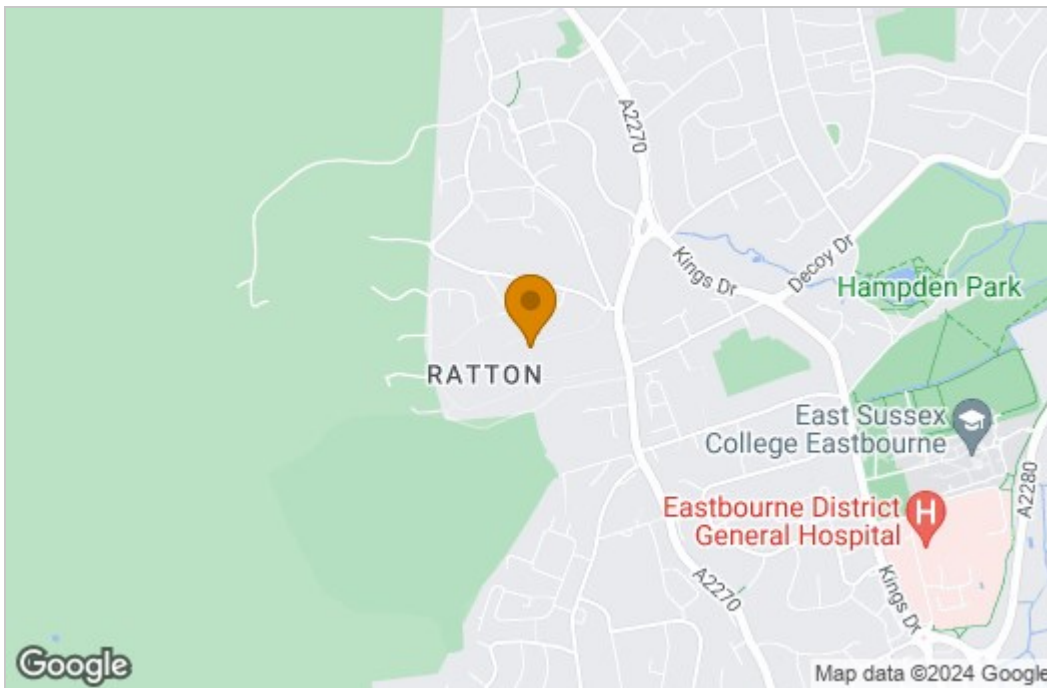 A2270
Kings Dr
Decoy Dr
Hampden Park
RATTON
East Sussex
College Eastbourne
A2280
Eastbourne District
General Hospital
H
A2270
Kings Dr
Google
Map data ©2024 Google